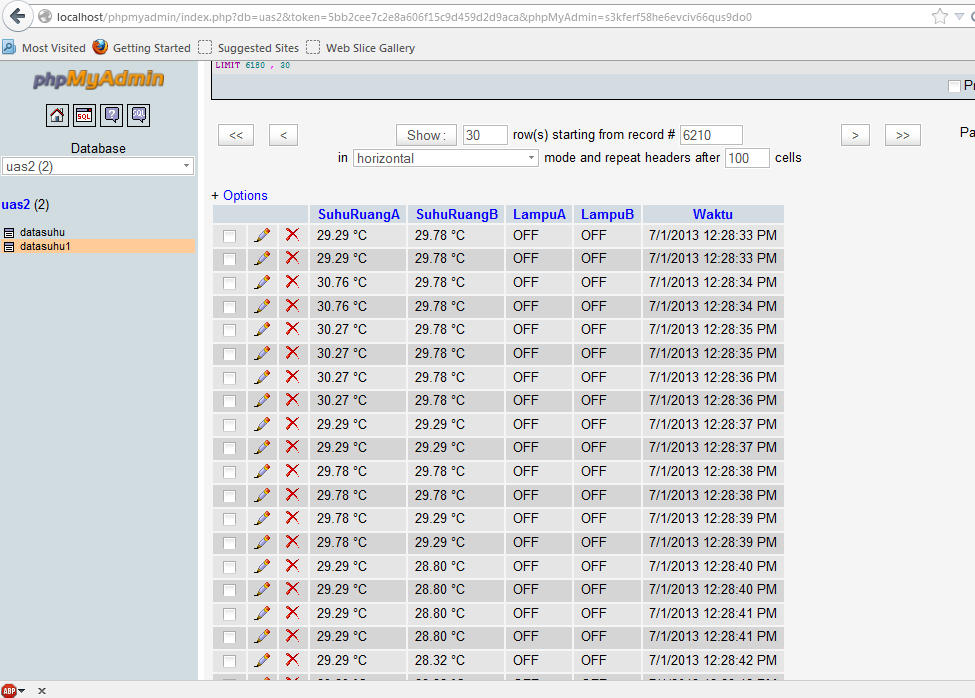 localhost/phpmyadmin/index.php?db=uas2&token=5bb2cee7c2e8a606f15c9d459d2d9aca&phpMyAdmin=s3kferf58he6evciv66qus9do0
Most Visited Getting Started Suggested Sites Web Slice Gallery
phpMyAdmin
SQL
Database
uas2 (2)
uas2 (2)
datasuhu
datasuhu1
LIMIT 6180 , 30
<< < Show : 30 row(s) starting from record # 6210 > >>
in horizontal mode and repeat headers after 100 cells
+ Options
SuhuRuangA SuhuRuangB LampuA LampuB Waktu
29.29 °C 29.78 °C OFF OFF 7/1/2013 12:28:33 PM
29.29 °C 29.78 °C OFF OFF 7/1/2013 12:28:33 PM
30.76 °C 29.78 °C OFF OFF 7/1/2013 12:28:34 PM
30.76 °C 29.78 °C OFF OFF 7/1/2013 12:28:34 PM
30.27 °C 29.78 °C OFF OFF 7/1/2013 12:28:35 PM
30.27 °C 29.78 °C OFF OFF 7/1/2013 12:28:35 PM
30.27 °C 29.78 °C OFF OFF 7/1/2013 12:28:36 PM
30.27 °C 29.78 °C OFF OFF 7/1/2013 12:28:36 PM
29.29 °C 29.29 °C OFF OFF 7/1/2013 12:28:37 PM
29.29 °C 29.29 °C OFF OFF 7/1/2013 12:28:37 PM
29.78 °C 29.78 °C OFF OFF 7/1/2013 12:28:38 PM
29.78 °C 29.78 °C OFF OFF 7/1/2013 12:28:38 PM
29.78 °C 29.29 °C OFF OFF 7/1/2013 12:28:39 PM
29.78 °C 29.29 °C OFF OFF 7/1/2013 12:28:39 PM
29.29 °C 28.80 °C OFF OFF 7/1/2013 12:28:40 PM
29.29 °C 28.80 °C OFF OFF 7/1/2013 12:28:40 PM
29.29 °C 28.80 °C OFF OFF 7/1/2013 12:28:41 PM
29.29 °C 28.80 °C OFF OFF 7/1/2013 12:28:41 PM
29.29 °C 28.32 °C OFF OFF 7/1/2013 12:28:42 PM
ABP